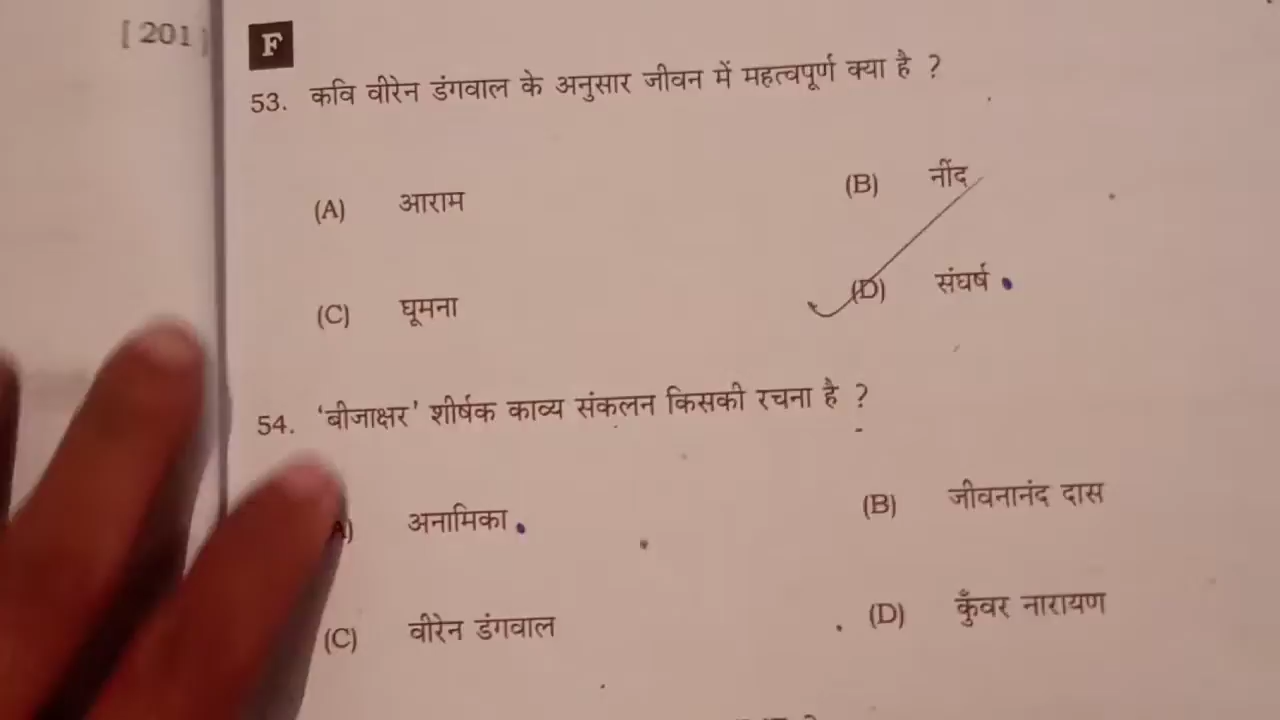 [ 201 ]
F
53. कवि वीरेन डंगवाल के अनुसार जीवन में महत्वपूर्ण क्या है ?
(A) आराम (B) नींद
(C) घूमना (D) संघर्ष
54. 'बीजाक्षर' शीर्षक काव्य संकलन किसकी रचना है ?
A) अनामिका (B) जीवनानंद दास
(C) वीरेन डंगवाल (D) कुँवर नारायण